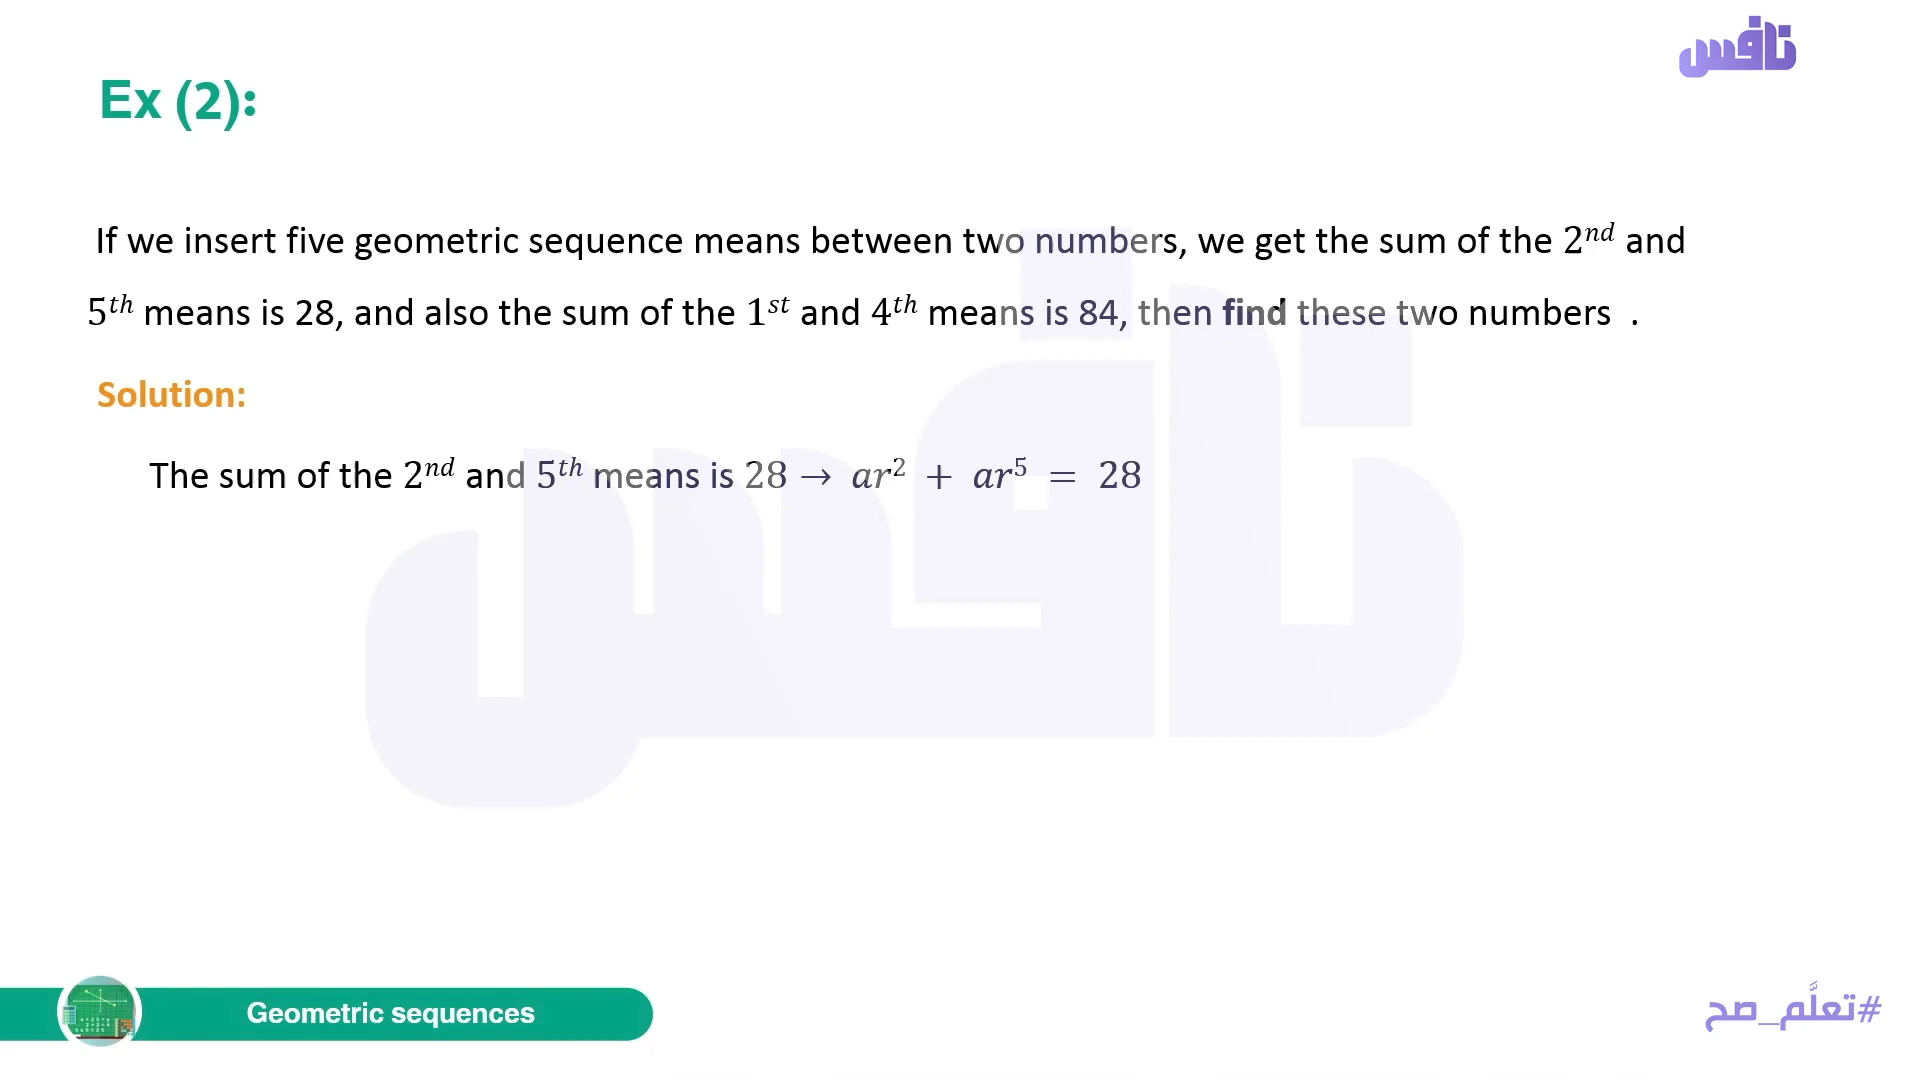 نافس
Ex (2):
If we insert five geometric sequence means between two numbers, we get the sum of the 2ⁿᵈ and
5ᵗʰ means is 28, and also the sum of the 1ˢᵗ and 4ᵗʰ means is 84, then find these two numbers .
Solution:
The sum of the 2ⁿᵈ and 5ᵗʰ means is 28 → ar² + ar⁵ = 28
نافس
Geometric sequences
#تعلَّم_صح